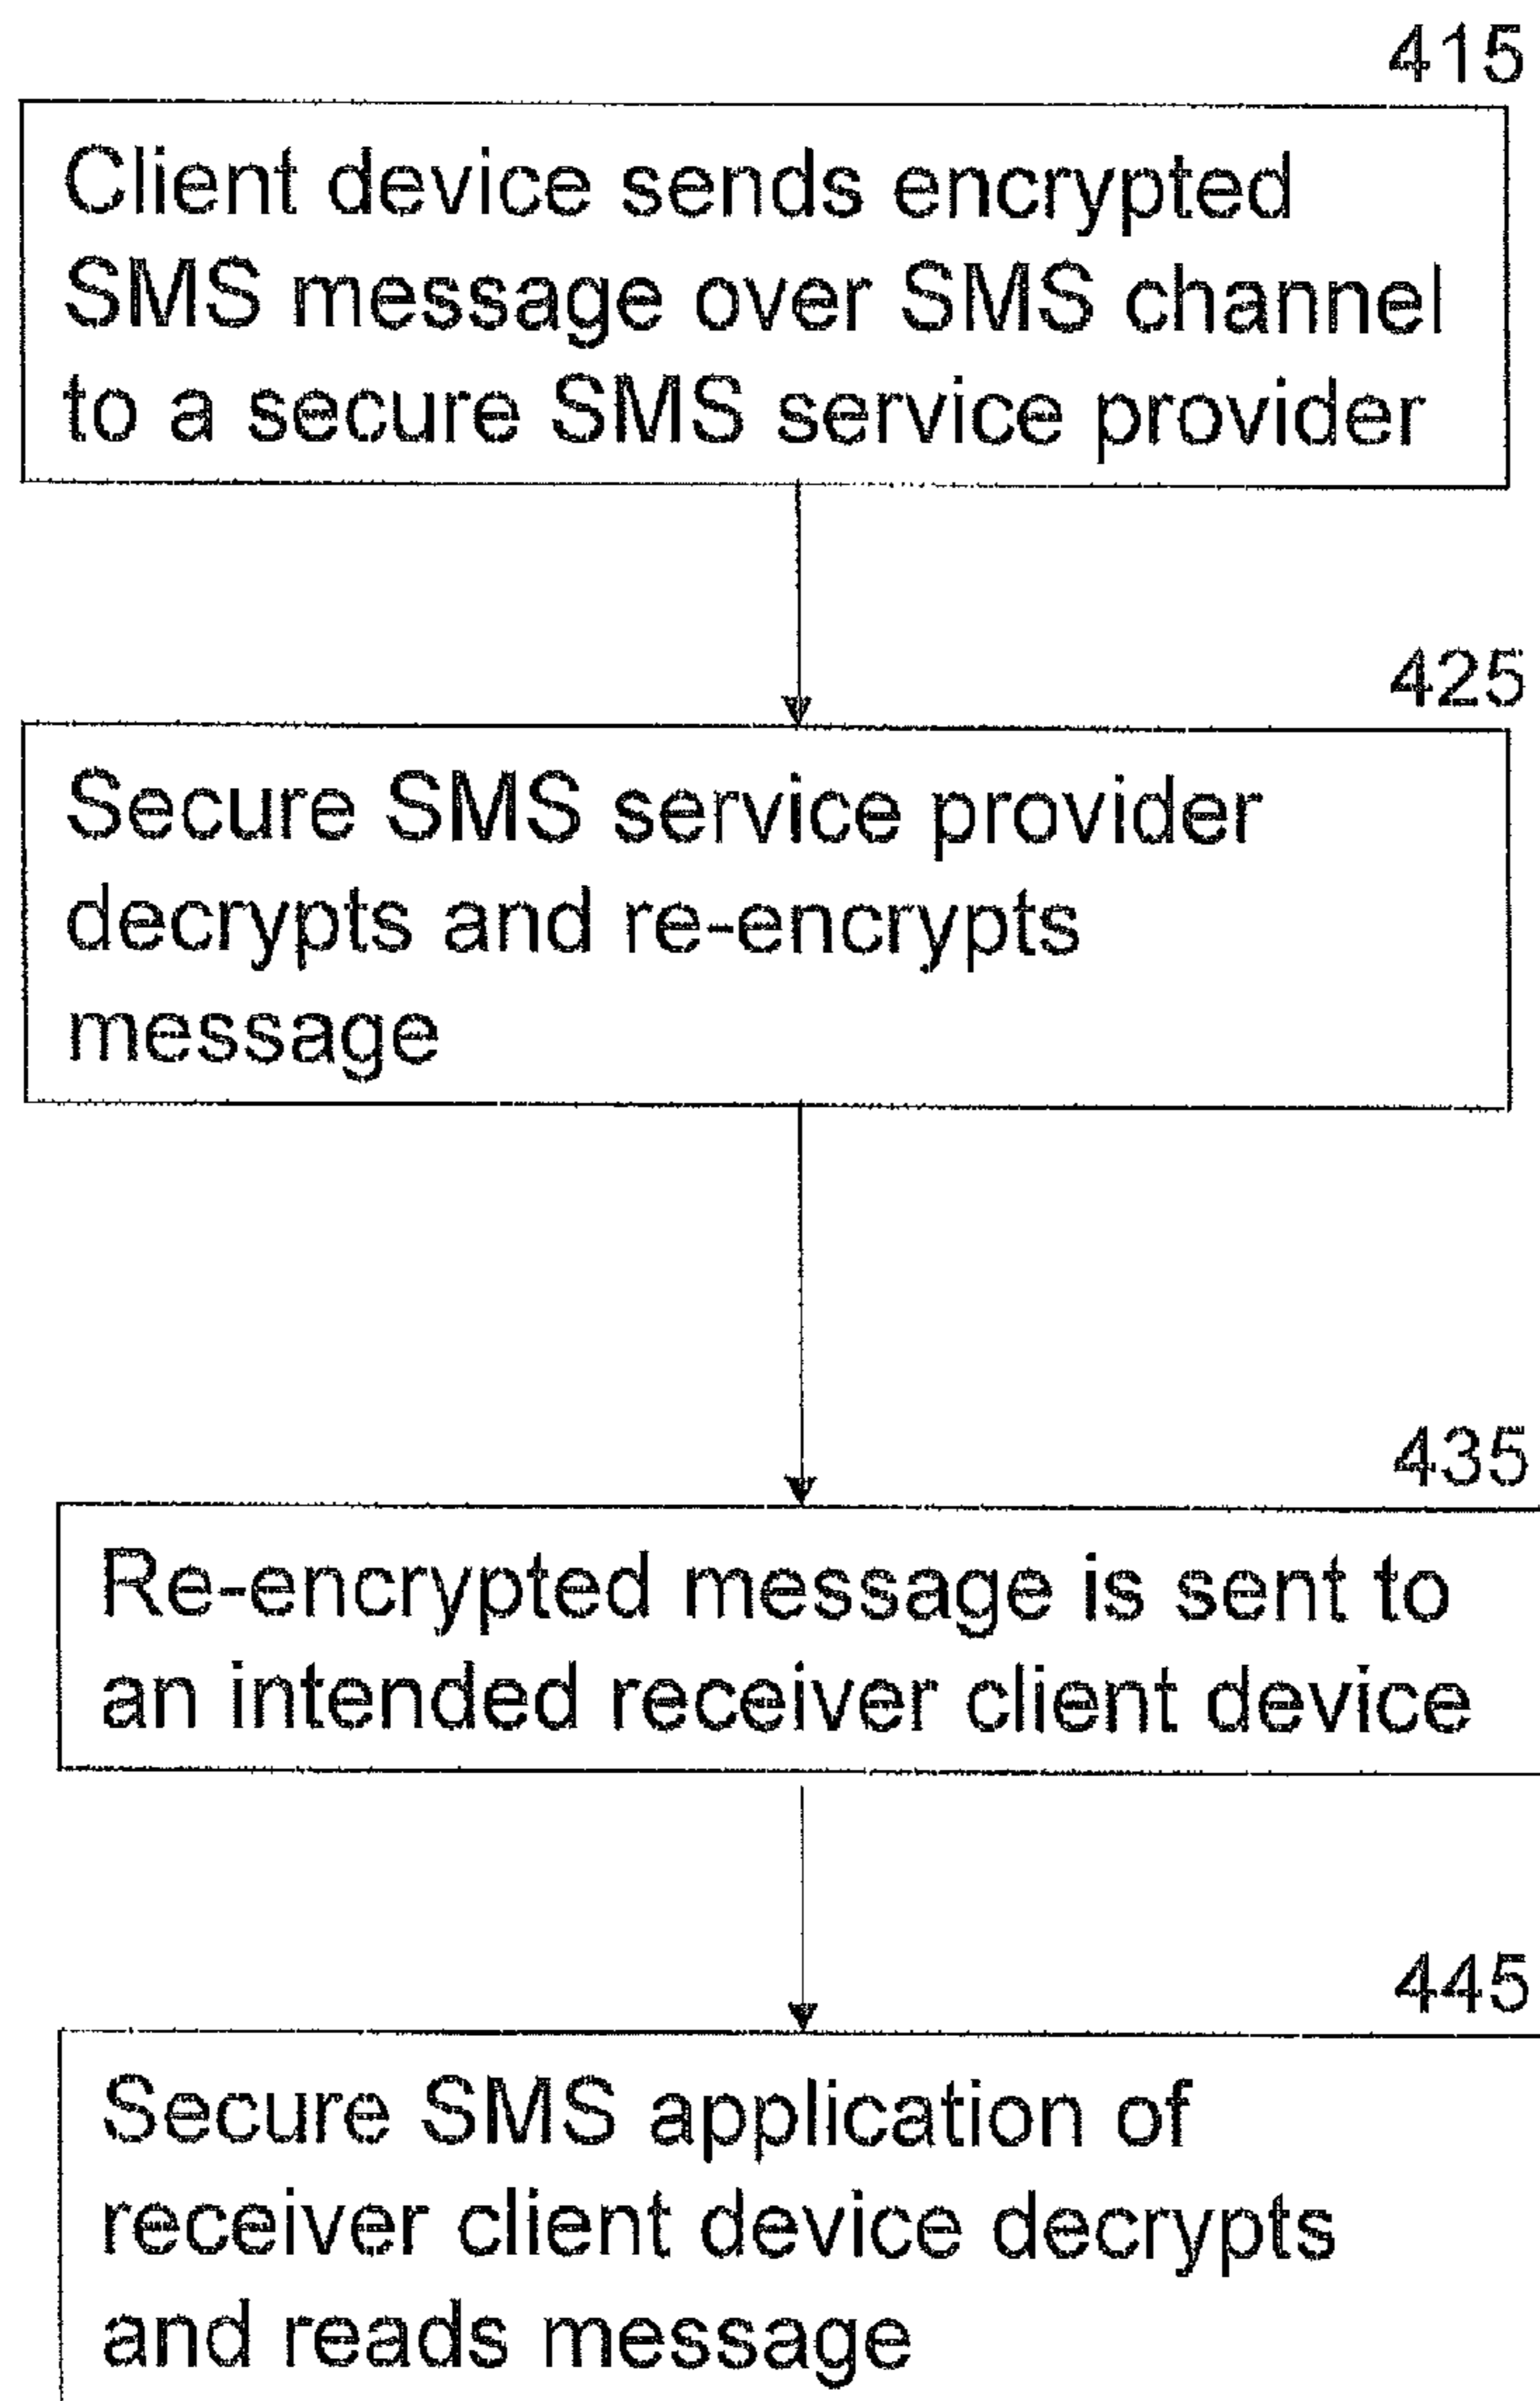 415
Client device sends encrypted
SMS message over SMS channel
to a secure SMS service provider
425
Secure SMS service provider
decrypts and re-encrypts
message
435
Re-encrypted message is sent to
an intended receiver client device
445
Secure SMS application of
receiver client device decrypts
and reads message